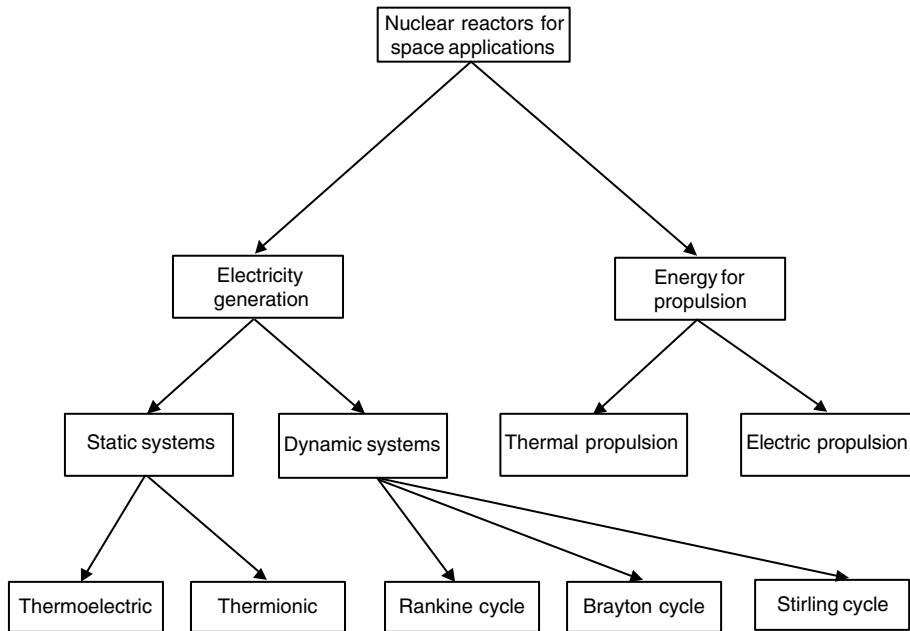 Nuclear reactors for
space applications
Electricity
generation
Energy for
propulsion
Static systems
Dynamic systems
Thermal propulsion
Electric propulsion
Thermoelectric
Thermionic
Rankine cycle
Brayton cycle
Stirling cycle